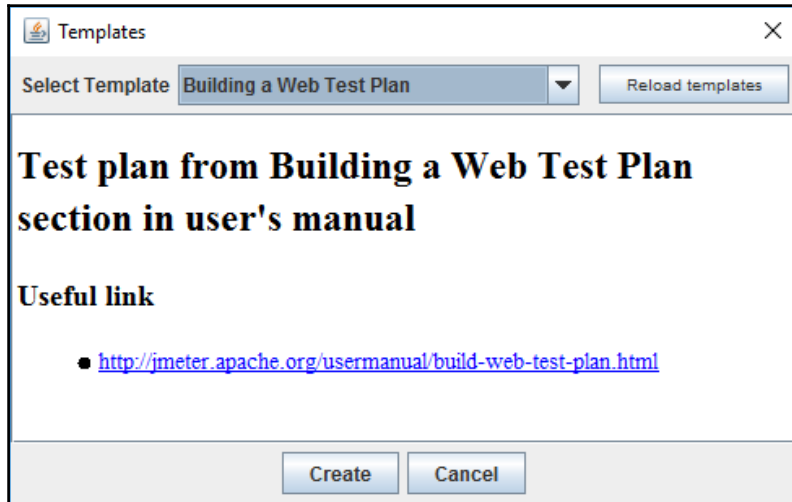 Templates
Select Template Building a Web Test Plan Reload templates
Test plan from Building a Web Test Plan
section in user's manual
Useful link
http://jmeter.apache.org/usermanual/build-web-test-plan.html
Create Cancel